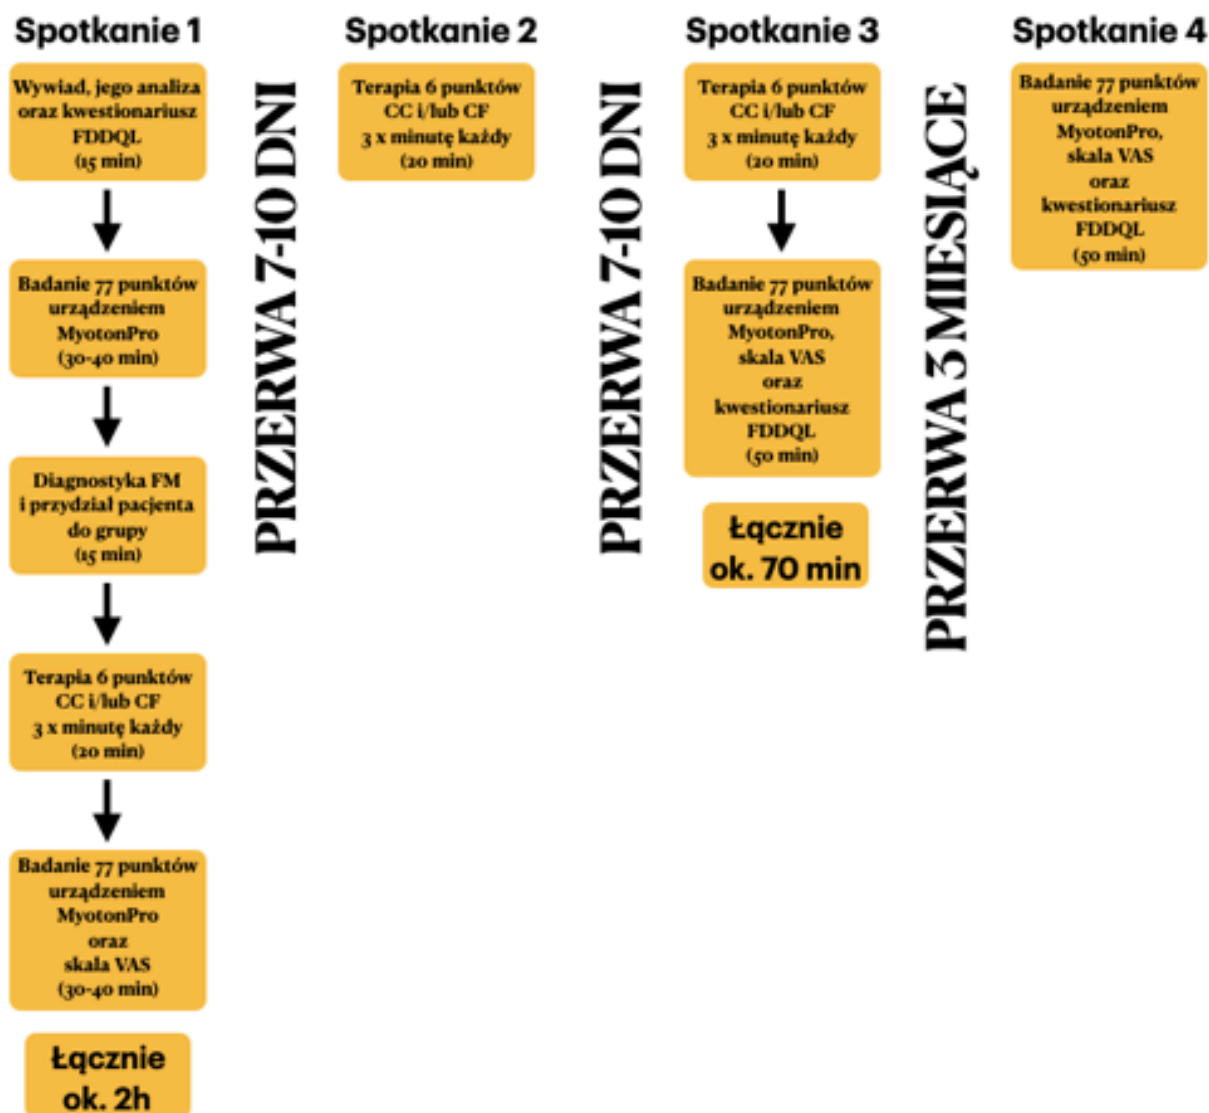 Spotkanie 1
Wywiad, jego analiza
oraz kwestionariusz
FDDQL
(15 min)
Badanie 77 punktów
urządzeniem
MyotonPro
(30-40 min)
Diagnostyka FM
i przydział pacjenta
do grupy
(15 min)
Terapia 6 punktów
CC i/lub CF
3 x minutę każdy
(20 min)
Badanie 77 punktów
urządzeniem
MyotonPro
oraz
skala VAS
(30-40 min)
Łącznie
ok. 2h
PRZERWA 7-10 DNI
Spotkanie 2
Terapia 6 punktów
CC i/lub CF
3 x minutę każdy
(20 min)
PRZERWA 7-10 DNI
Spotkanie 3
Terapia 6 punktów
CC i/lub CF
3 x minutę każdy
(20 min)
Badanie 77 punktów
urządzeniem
MyotonPro,
skala VAS
oraz
kwestionariusz
FDDQL
(50 min)
Łącznie
ok. 70 min
PRZERWA 3 MIESIĄCE
Spotkanie 4
Badanie 77 punktów
urządzeniem
MyotonPro,
skala VAS
oraz
kwestionariusz
FDDQL
(50 min)